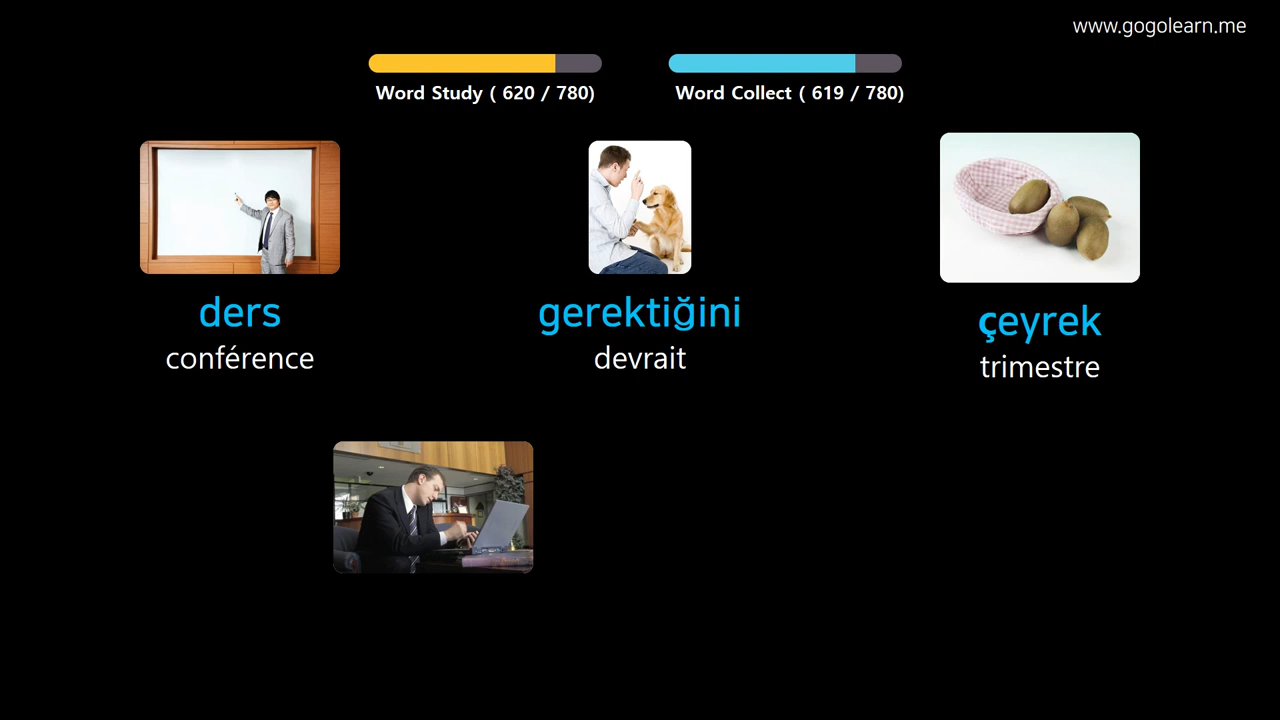 www.gogolearn.me
Word Study ( 620 / 780)
Word Collect ( 619 / 780)
ders
conférence
gerektiğini
devrait
çeyrek
trimestre